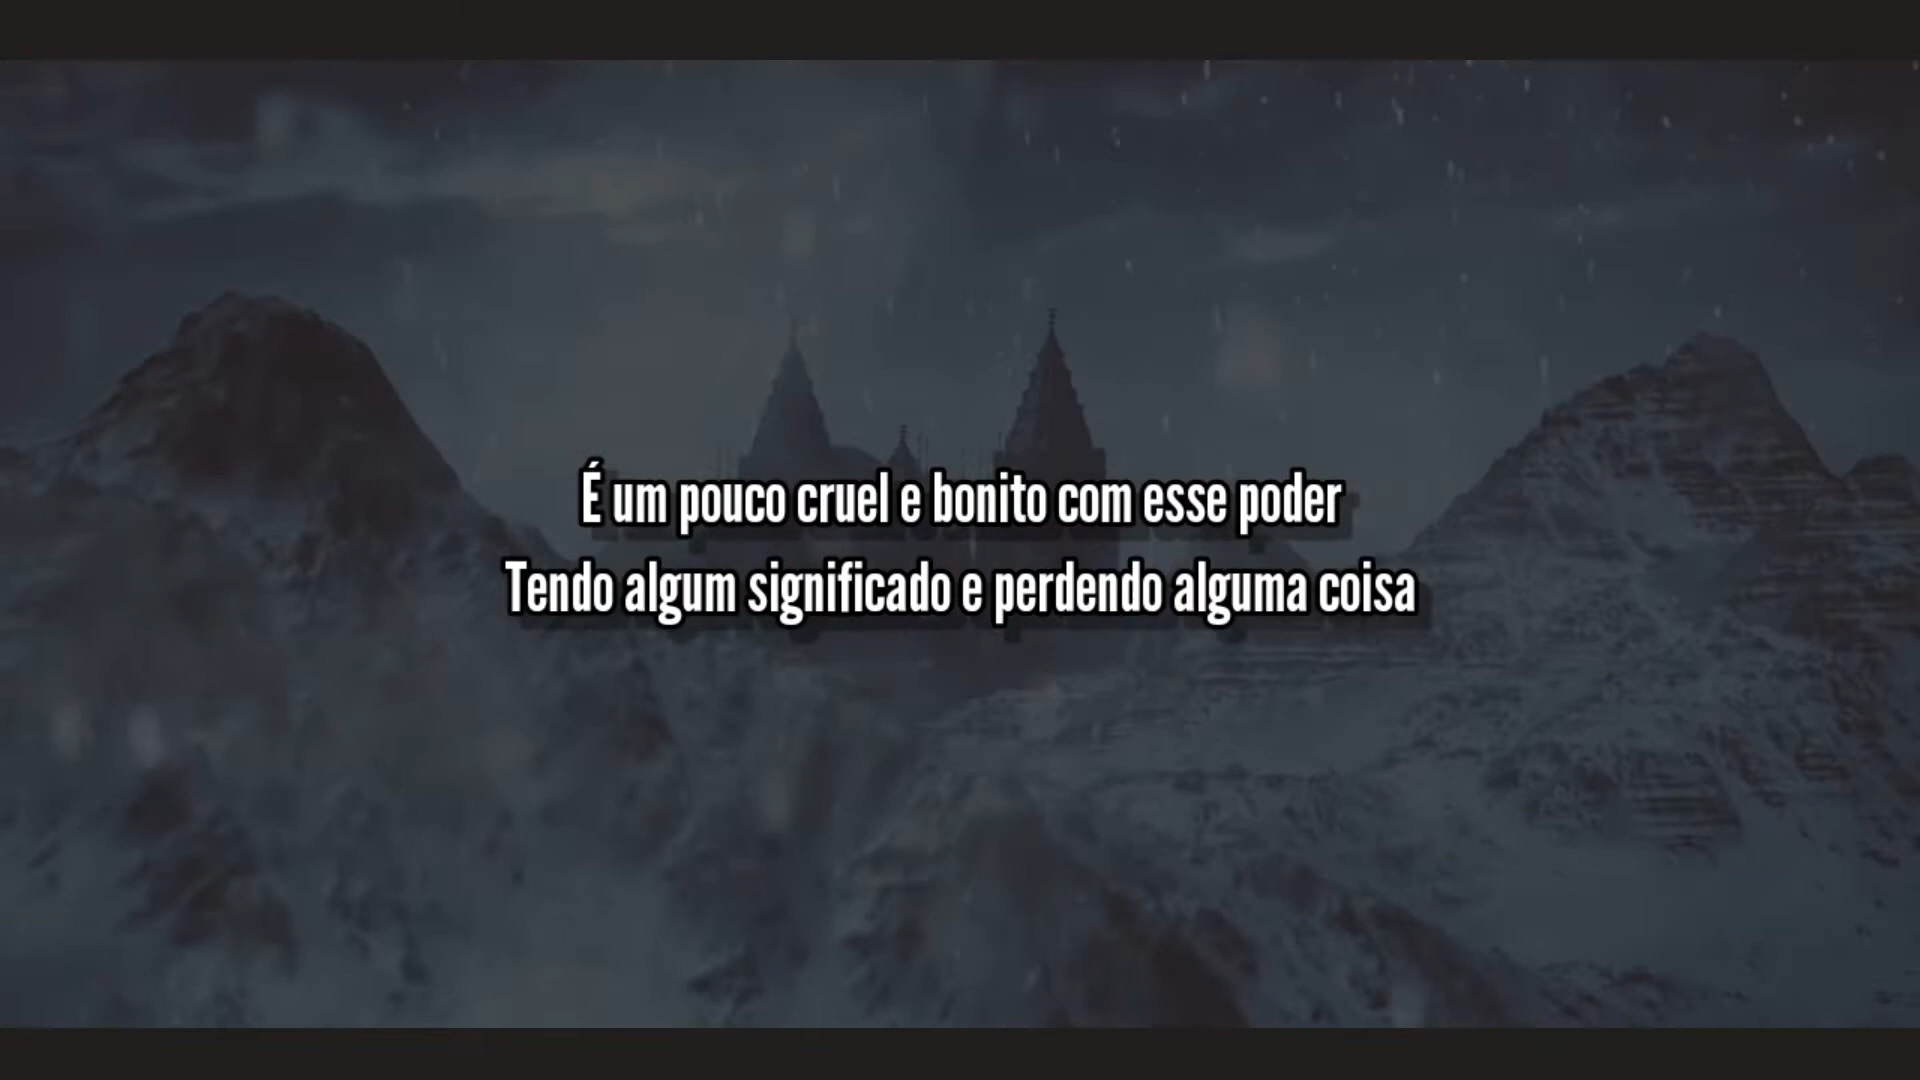 É um pouco cruel e bonito com esse poder
Tendo algum significado e perdendo alguma coisa